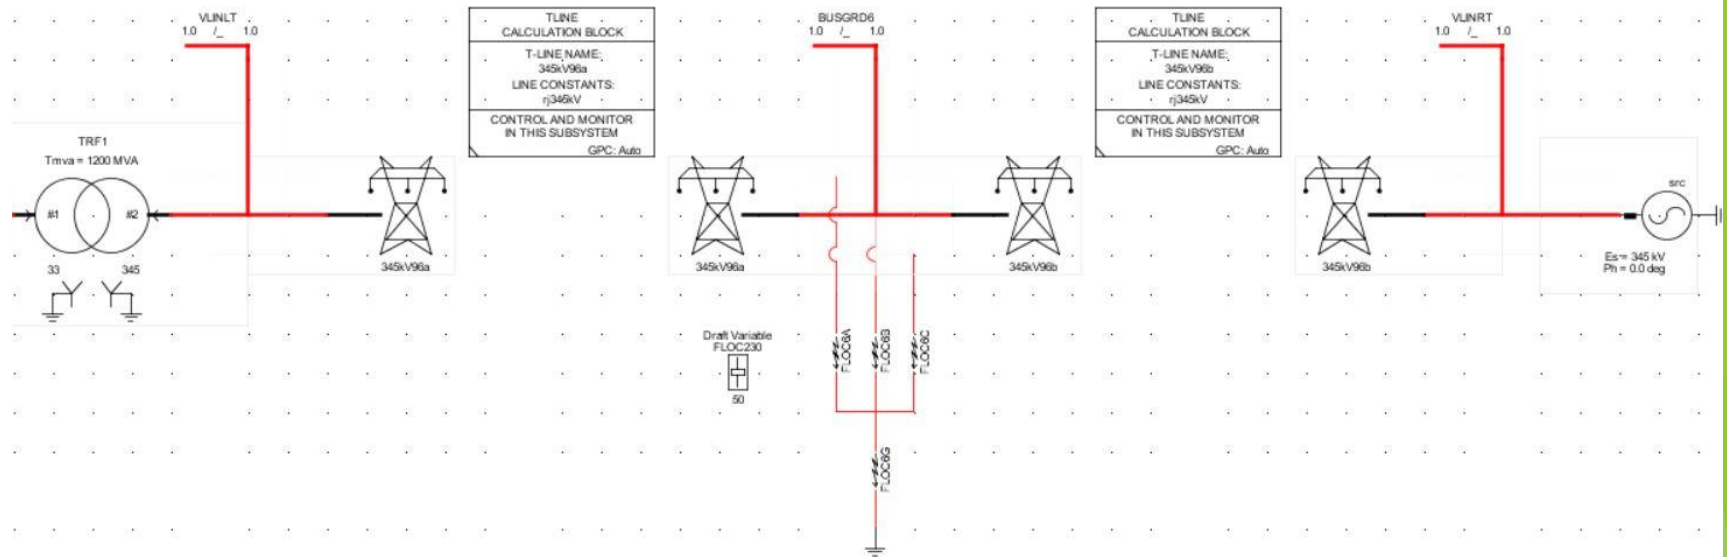 VLINLT
1.0 /_ 1.0
TLINE
CALCULATION BLOCK
T-LINE NAME:
345kV96a
LINE CONSTANTS:
rj345kV
CONTROL AND MONITOR
IN THIS SUBSYSTEM
GPC: Auto
BUSGRD6
1.0 /_ 1.0
TLINE
CALCULATION BLOCK
T-LINE NAME:
345kV96b
LINE CONSTANTS:
rj345kV
CONTROL AND MONITOR
IN THIS SUBSYSTEM
GPC: Auto
VLINRT
1.0 /_ 1.0
TRF1
Tmva = 1200 MVA
#1 #2
33 345
345kV96a
345kV96a
345kV96b
345kV96b
src
Es = 345 kV
Ph = 0.0 deg
Draft Variable
FLOC230
50
FLOC6A
FLOC6B
FLOC6C
FLOC6G